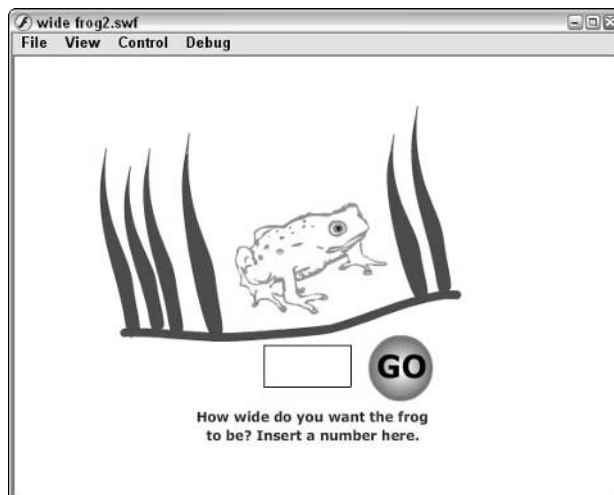 wide frog2.swf
File View Control Debug
GO
How wide do you want the frog
to be? Insert a number here.